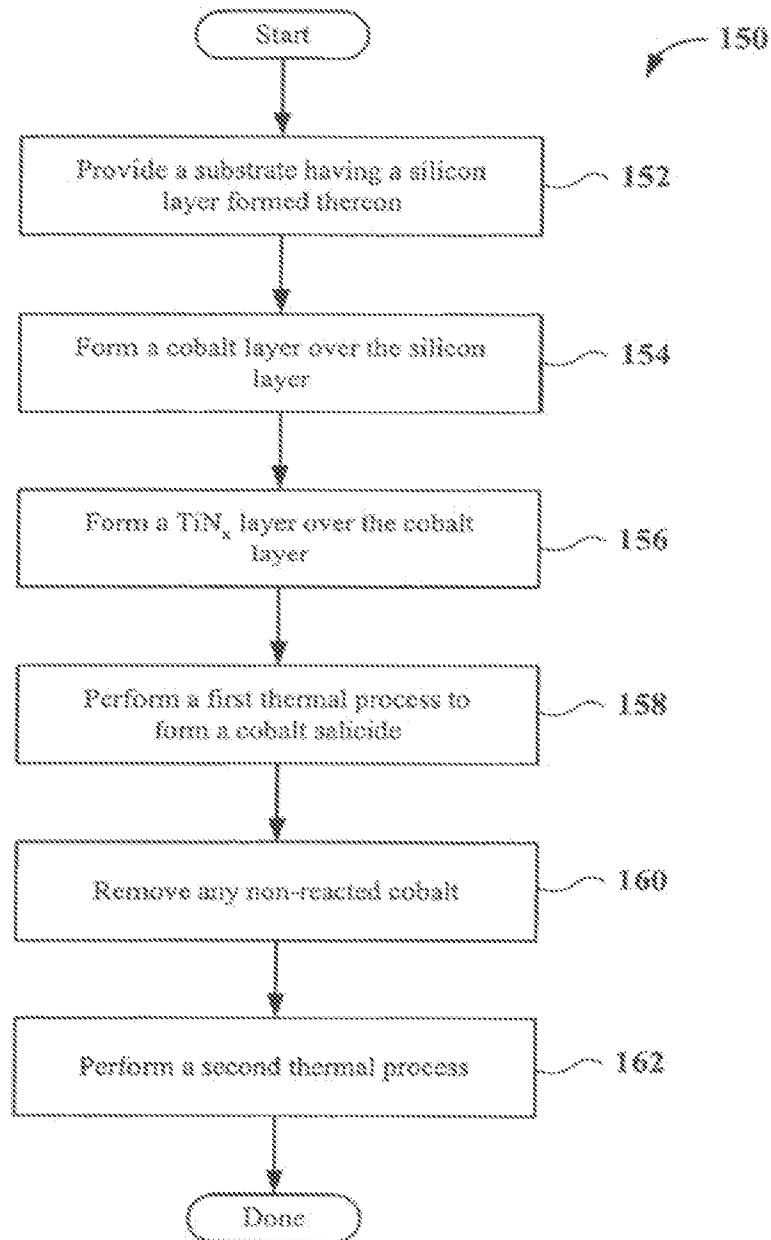 Start
150
Provide a substrate having a silicon
layer formed thereon
152
Form a cobalt layer over the silicon
layer
154
Form a TiNx layer over the cobalt
layer
156
Perform a first thermal process to
form a cobalt salicide
158
Remove any non-reacted cobalt
160
Perform a second thermal process
162
Done